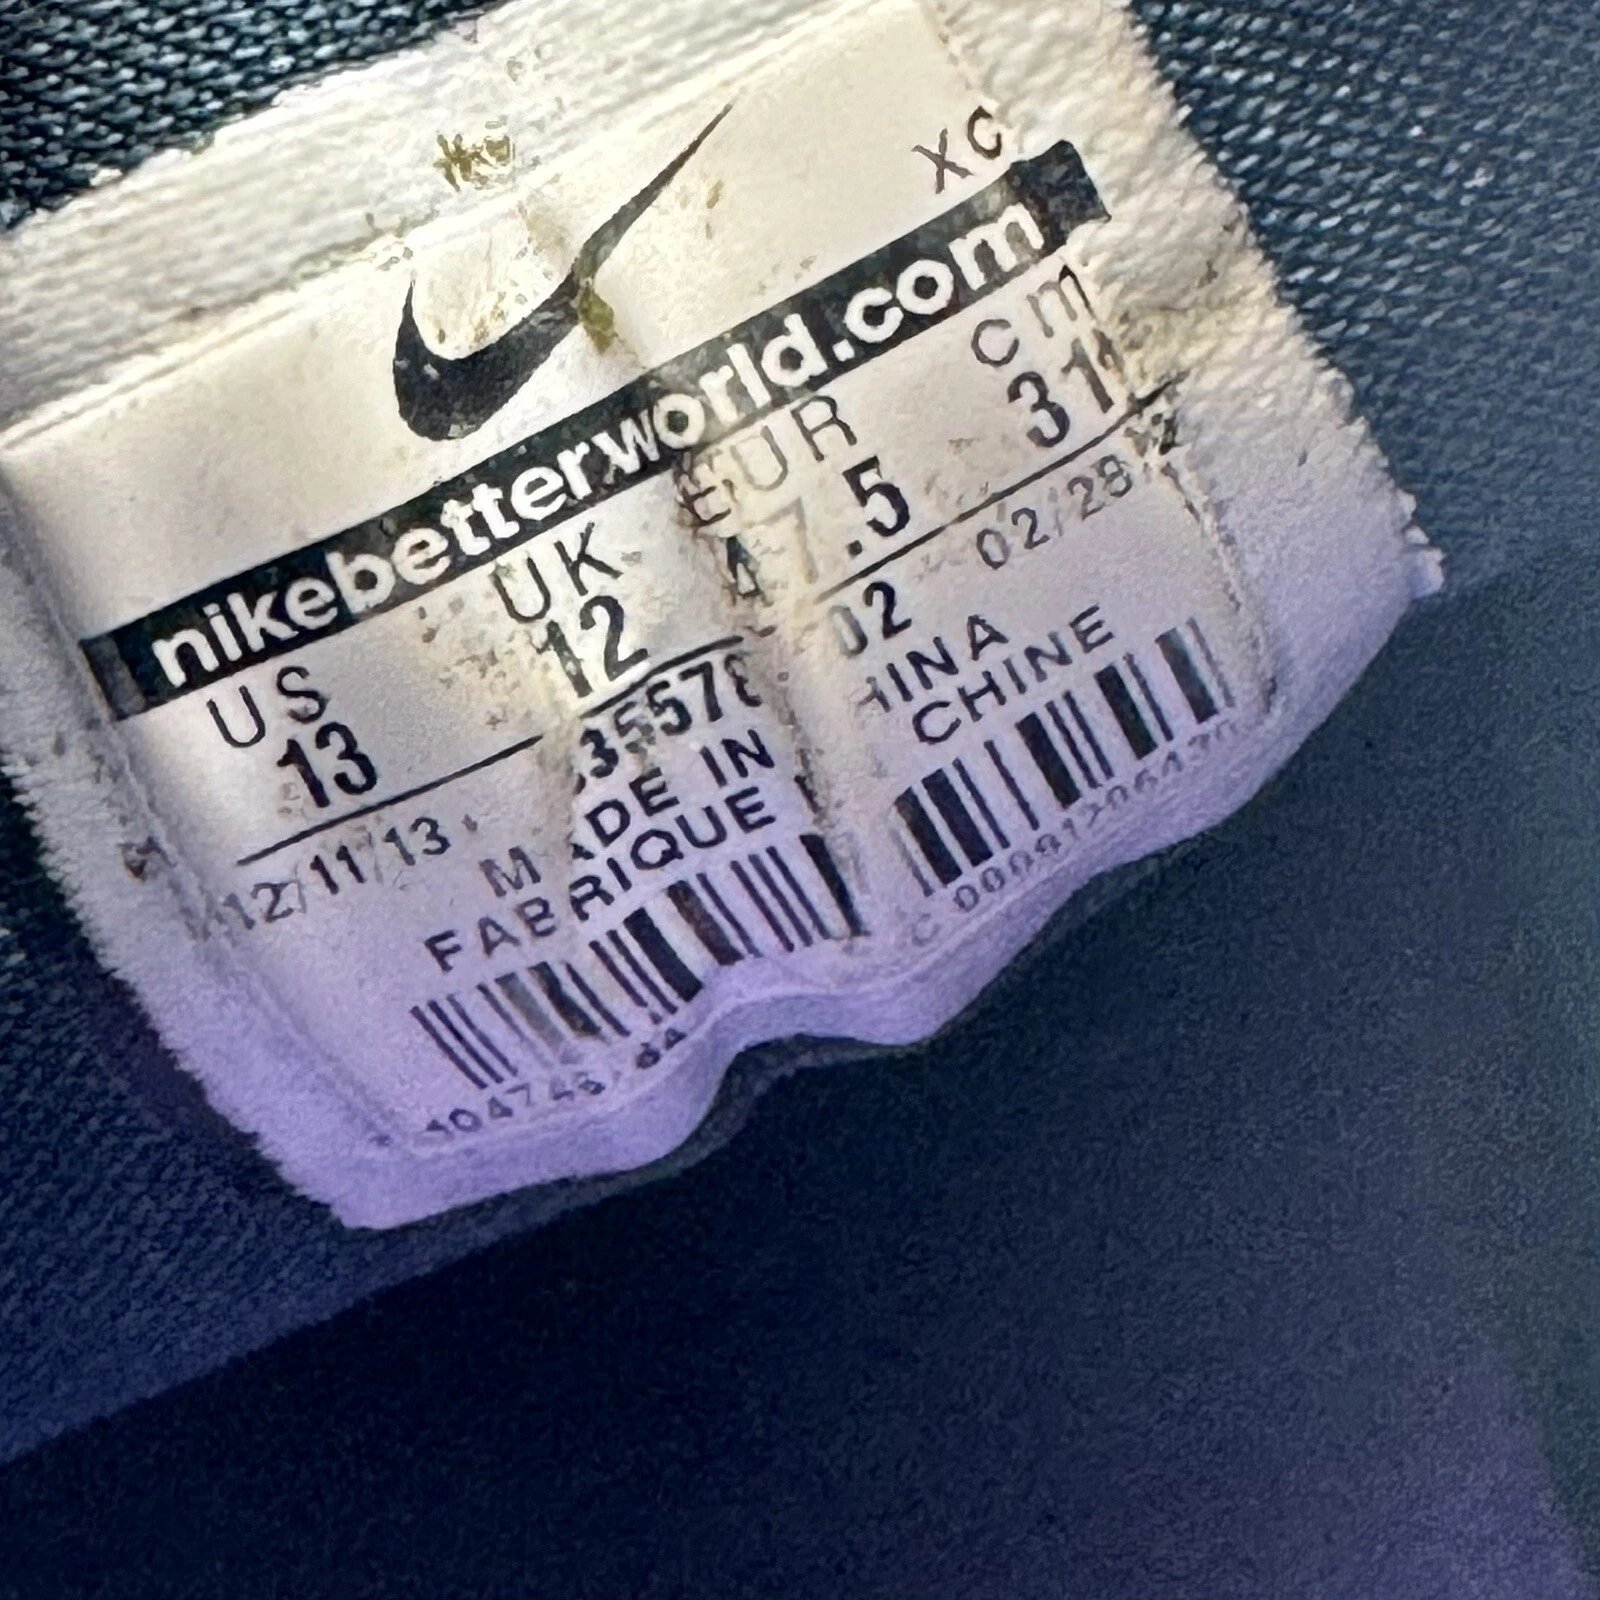 XC
nikebetterworld.com
US UK EUR cm
13 12 47.5 31
12/11/13 02/28
MADE IN CHINA
FABRIQUE CHINE